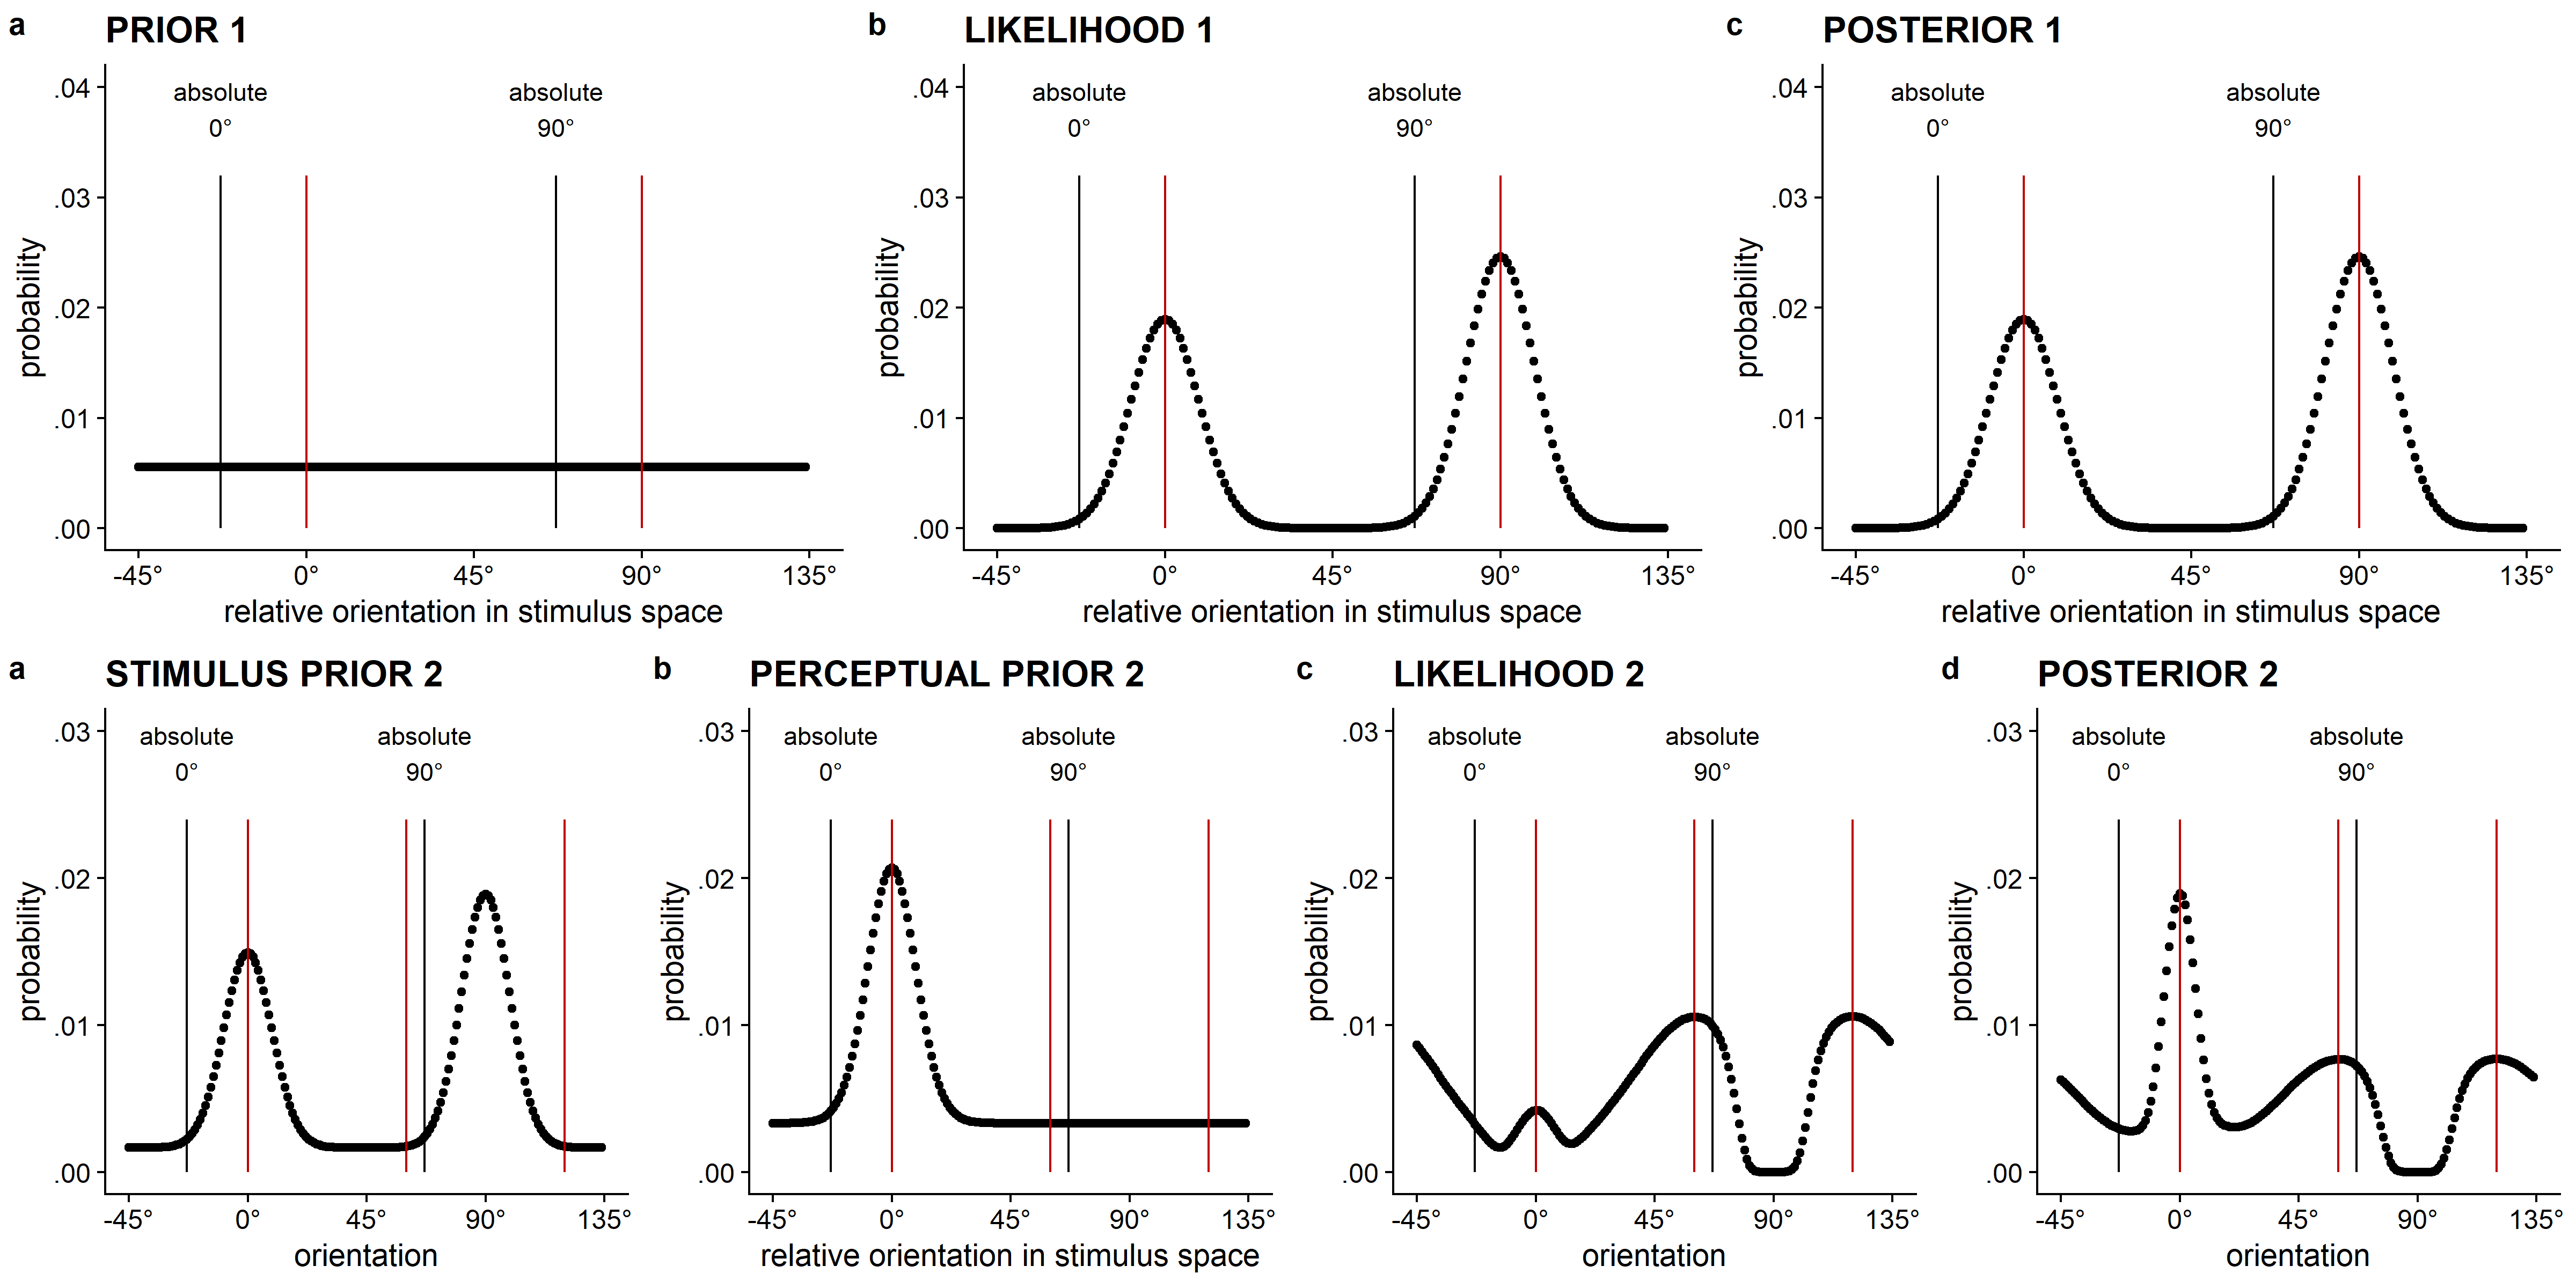 a PRIOR 1
absolute 0°
absolute 90°
.04
.03
.02
.01
.00
probability
-45° 0° 45° 90° 135°
relative orientation in stimulus space
b LIKELIHOOD 1
absolute 0°
absolute 90°
.04
.03
.02
.01
.00
probability
-45° 0° 45° 90° 135°
relative orientation in stimulus space
c POSTERIOR 1
absolute 0°
absolute 90°
.04
.03
.02
.01
.00
probability
-45° 0° 45° 90° 135°
relative orientation in stimulus space
a STIMULUS PRIOR 2
absolute 0°
absolute 90°
.03
.02
.01
.00
probability
-45° 0° 45° 90° 135°
orientation
b PERCEPTUAL PRIOR 2
absolute 0°
absolute 90°
.03
.02
.01
.00
probability
-45° 0° 45° 90° 135°
relative orientation in stimulus space
c LIKELIHOOD 2
absolute 0°
absolute 90°
.03
.02
.01
.00
probability
-45° 0° 45° 90° 135°
orientation
d POSTERIOR 2
absolute 0°
absolute 90°
.03
.02
.01
.00
probability
-45° 0° 45° 90° 135°
orientation